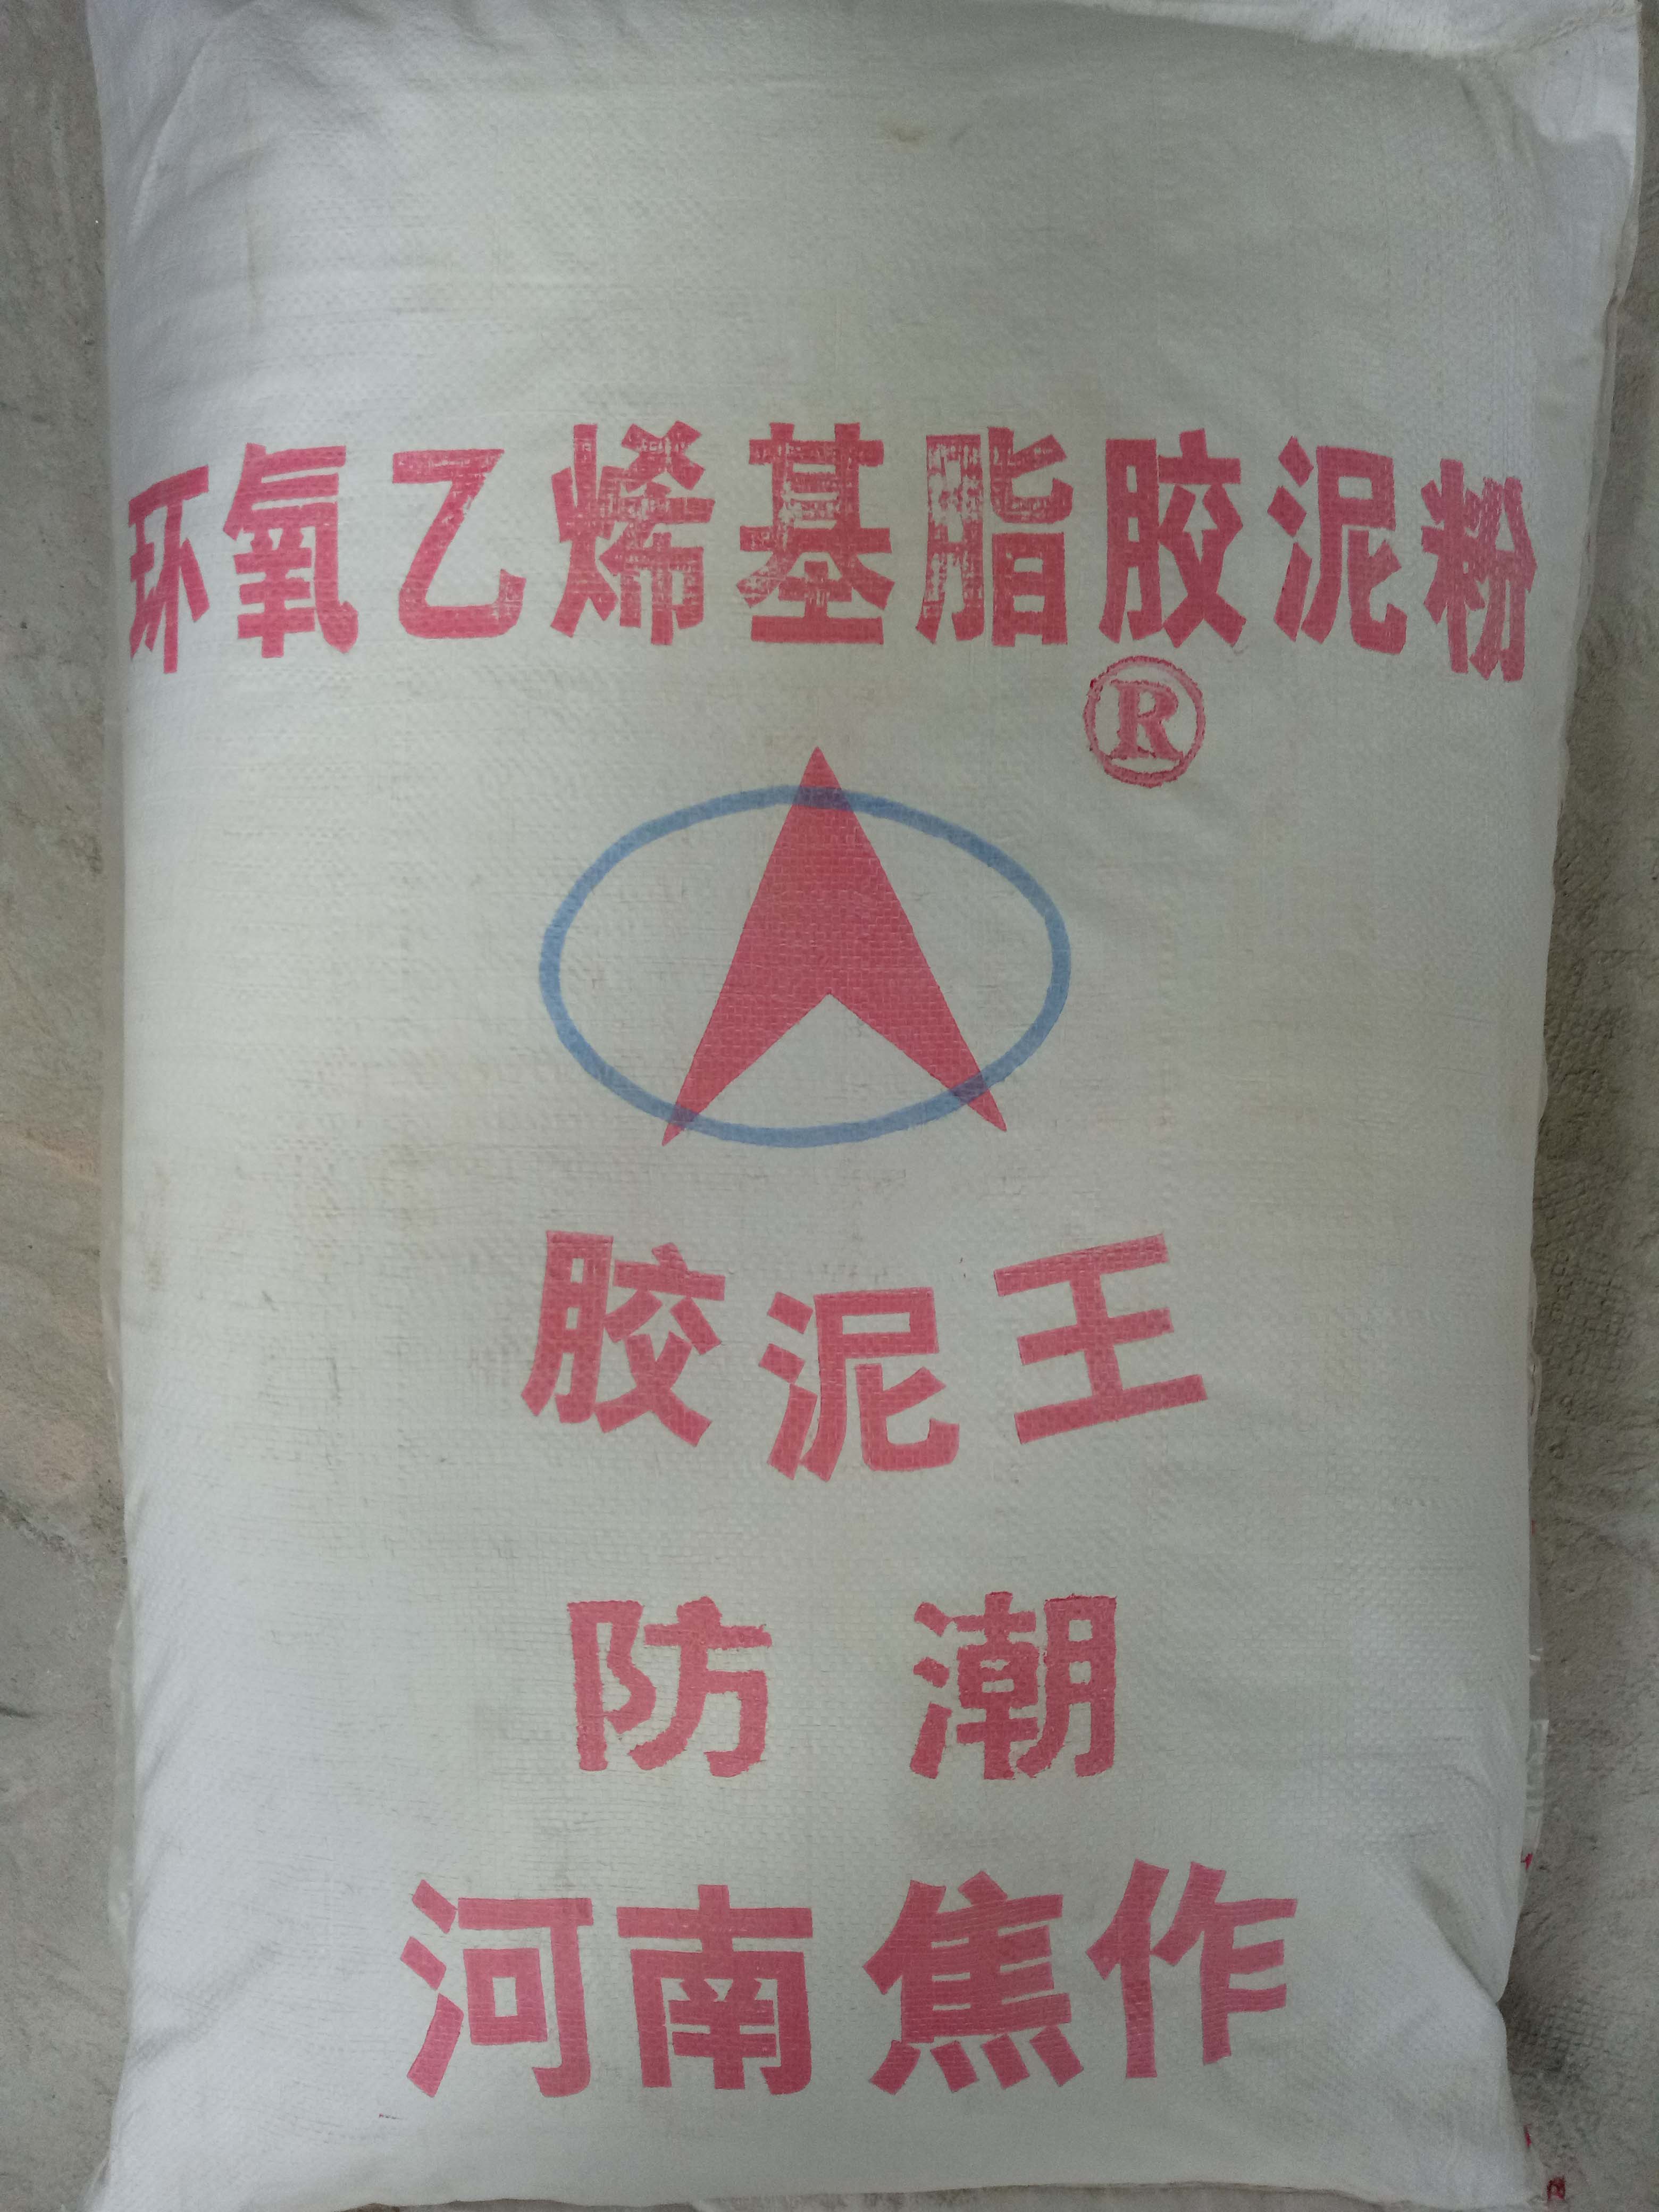 环氧乙烯基脂胶泥粉
®
胶泥王
防潮
河南焦作